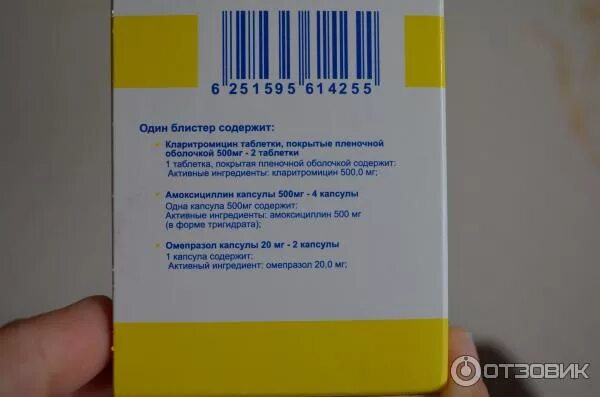 6 251595 614255
Один блистер содержит:
Кларитромицин таблетки, покрытые пленочной
оболочкой 500мг - 2 таблетки
1 таблетка, покрытая пленочной оболочкой содержит:
Активные ингредиенты: кларитромицин 500,0 мг;
Амоксициллин капсулы 500мг - 4 капсулы
Одна капсула 500мг содержит:
Активные ингредиенты: амоксициллин 500 мг
(в форме тригидрата);
Омепразол капсулы 20 мг - 2 капсулы
1 капсула содержит:
Активный ингредиент: омепразол 20,0 мг;
ОТЗОВИК